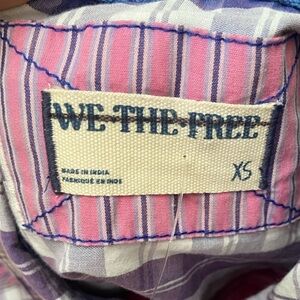 WE THE FREE
MADE IN INDIA
FABRIQUÉ EN INDE
XS